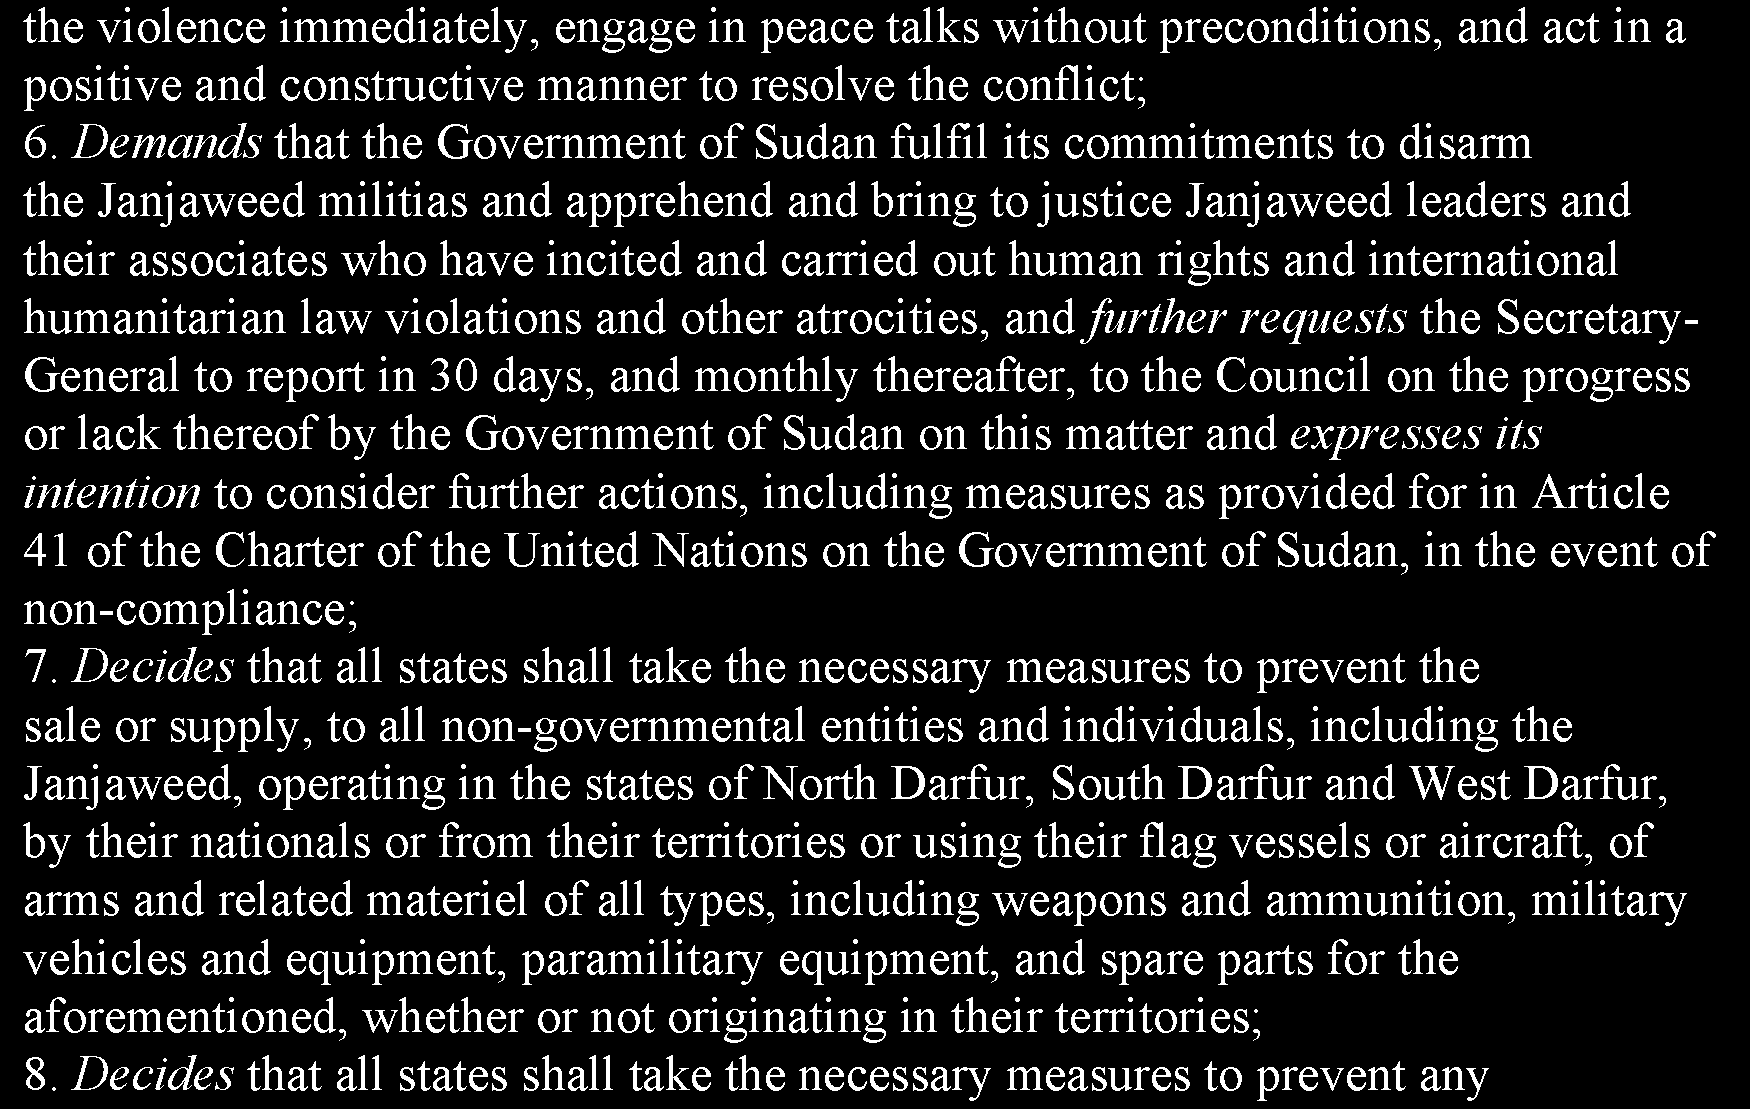 the violence immediately, engage in peace talks without preconditions, and act in a
positive and constructive manner to resolve the conflict;
6. Demands that the Government of Sudan fulfil its commitments to disarm
the Janjaweed militias and apprehend and bring to justice Janjaweed leaders and
their associates who have incited and carried out human rights and international
humanitarian law violations and other atrocities, and further requests the Secretary-
General to report in 30 days, and monthly thereafter, to the Council on the progress
or lack thereof by the Government of Sudan on this matter and expresses its
intention to consider further actions, including measures as provided for in Article
41 of the Charter of the United Nations on the Government of Sudan, in the event of
non-compliance;
7. Decides that all states shall take the necessary measures to prevent the
sale or supply, to all non-governmental entities and individuals, including the
Janjaweed, operating in the states of North Darfur, South Darfur and West Darfur,
by their nationals or from their territories or using their flag vessels or aircraft, of
arms and related materiel of all types, including weapons and ammunition, military
vehicles and equipment, paramilitary equipment, and spare parts for the
aforementioned, whether or not originating in their territories;
8. Decides that all states shall take the necessary measures to prevent any